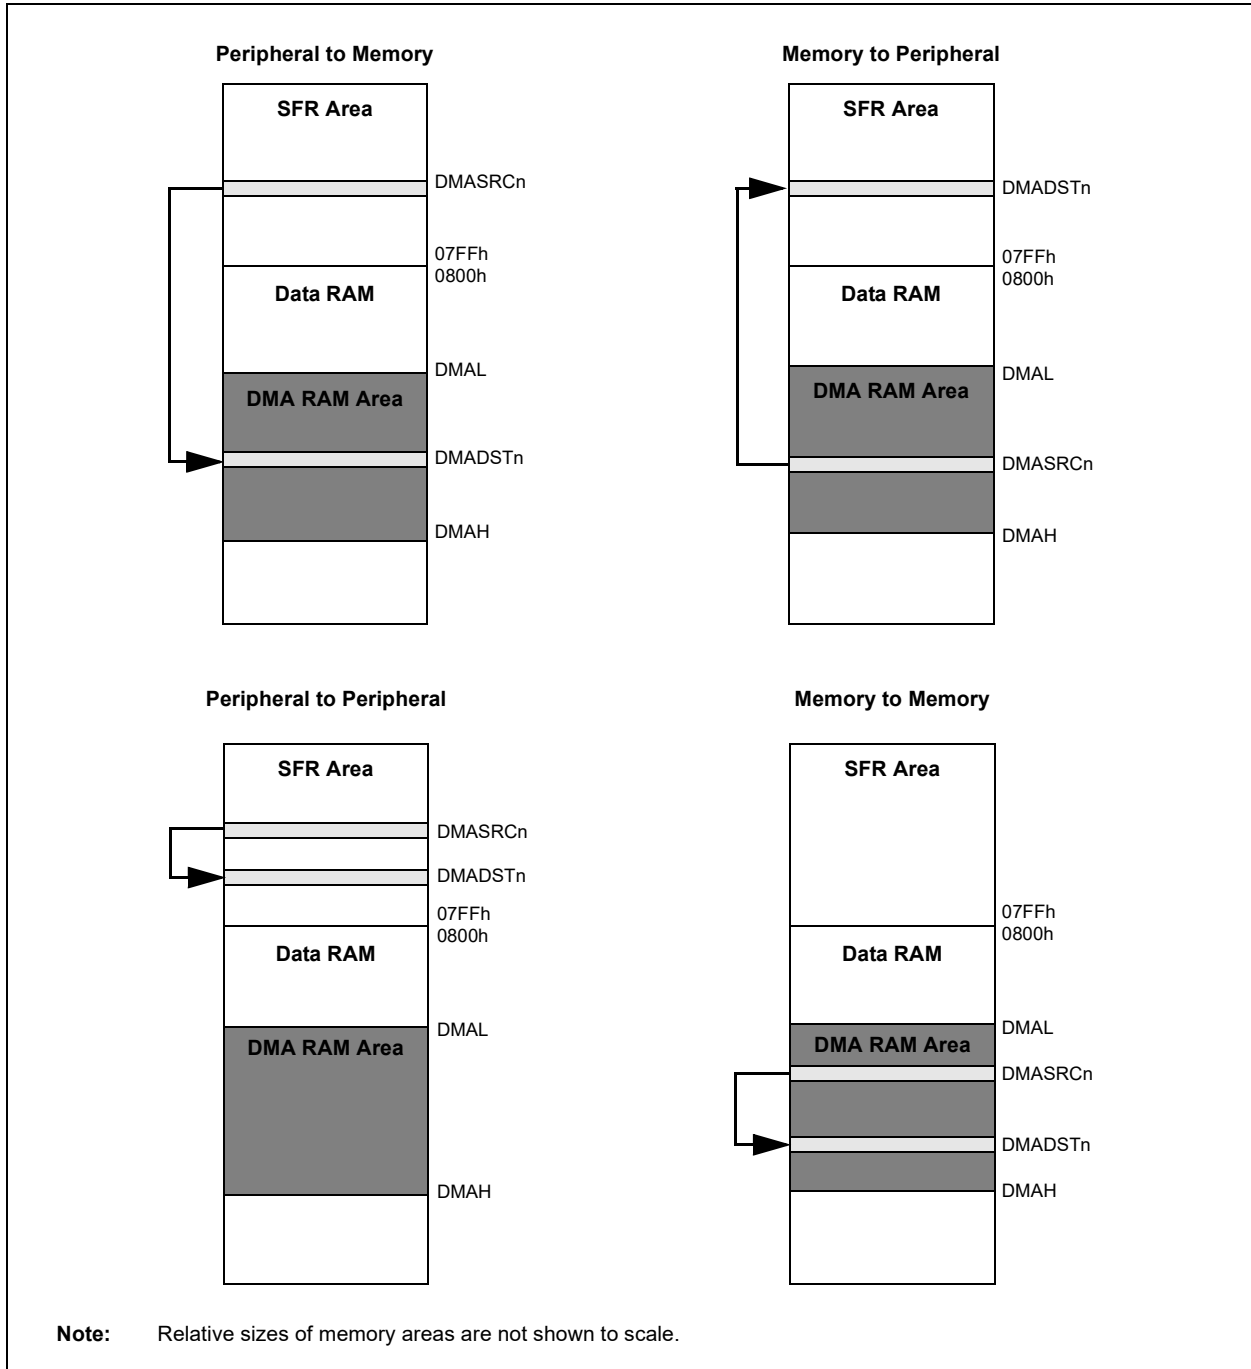 Peripheral to Memory
SFR Area
DMASRCn
07FFh
0800h
Data RAM
DMAL
DMA RAM Area
DMADSTn
DMAH
Memory to Peripheral
SFR Area
DMADSTn
07FFh
0800h
Data RAM
DMAL
DMA RAM Area
DMASRCn
DMAH
Peripheral to Peripheral
SFR Area
DMASRCn
DMADSTn
07FFh
0800h
Data RAM
DMAL
DMA RAM Area
DMAH
Memory to Memory
SFR Area
07FFh
0800h
Data RAM
DMAL
DMA RAM Area
DMASRCn
DMADSTn
DMAH
Note: Relative sizes of memory areas are not shown to scale.